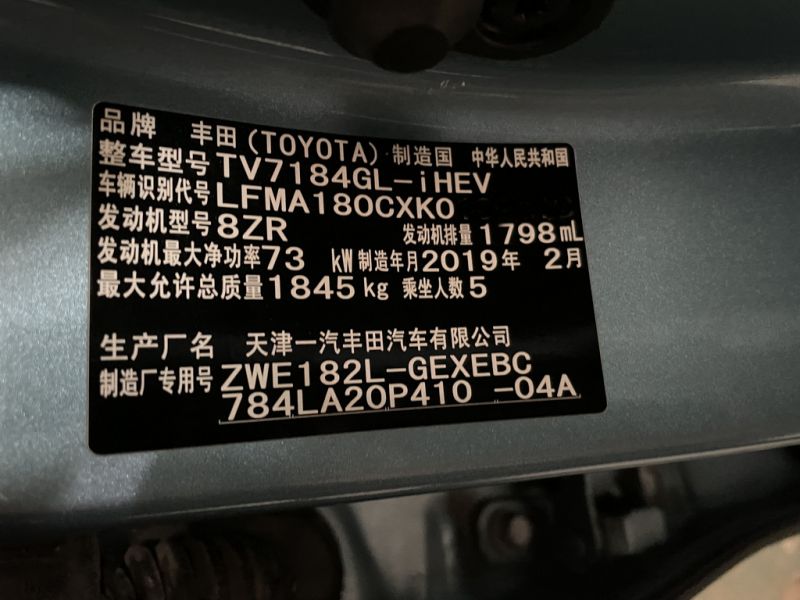 品牌 丰田(TOYOTA) 制造国 中华人民共和国
整车型号 TV7184GL-iHEV
车辆识别代号 LFMA180CXK0
发动机型号 8ZR 发动机排量 1798mL
发动机最大净功率 73 kW 制造年月 2019年 2月
最大允许总质量 1845kg 乘坐人数 5
生产厂名 天津一汽丰田汽车有限公司
制造厂专用号 ZWE182L-GEXEBC
784LA20P410 -04A